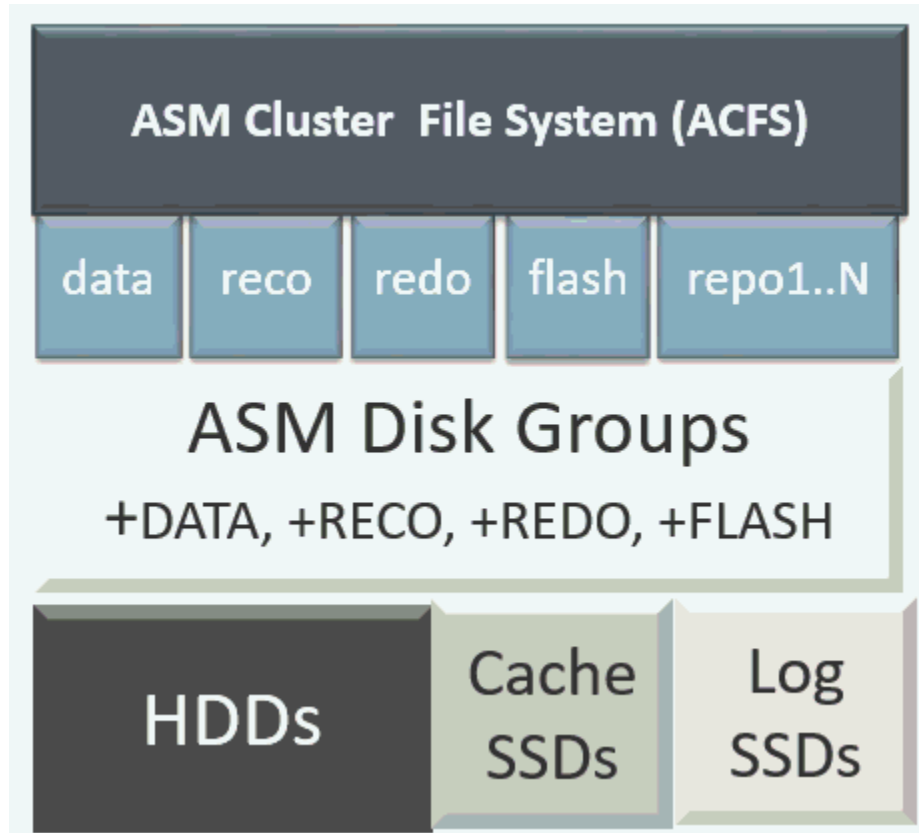 ASM Cluster File System (ACFS)
data reco redo flash repo1..N
ASM Disk Groups
+DATA, +RECO, +REDO, +FLASH
HDDs
Cache
SSDs
Log
SSDs